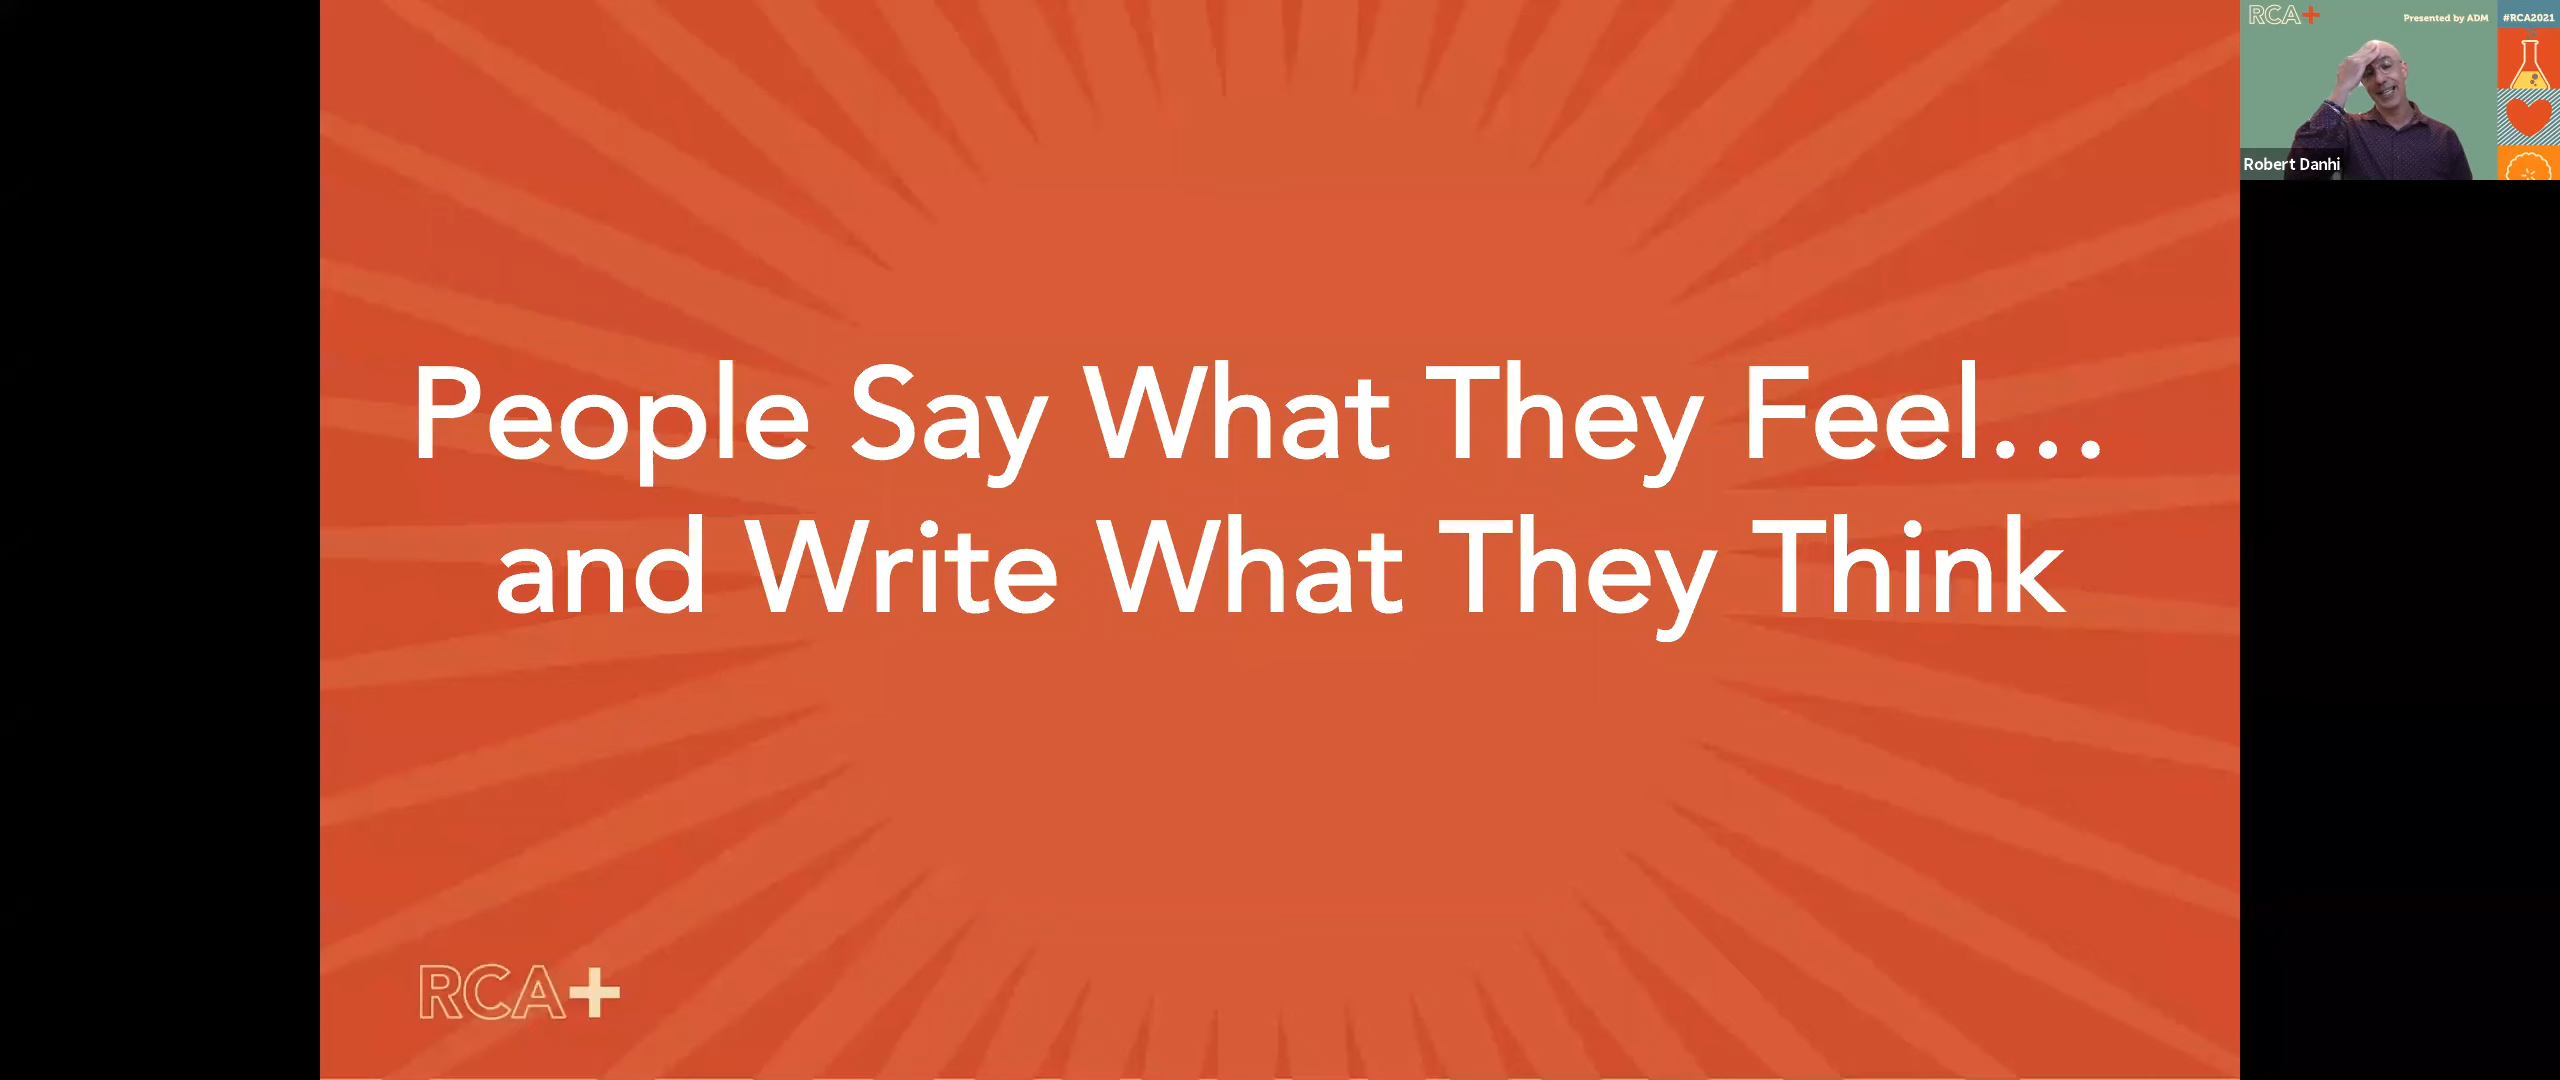 RCA+
Presented by ADM
#RCA2021
Robert Danhi
People Say What They Feel...
and Write What They Think
RCA+